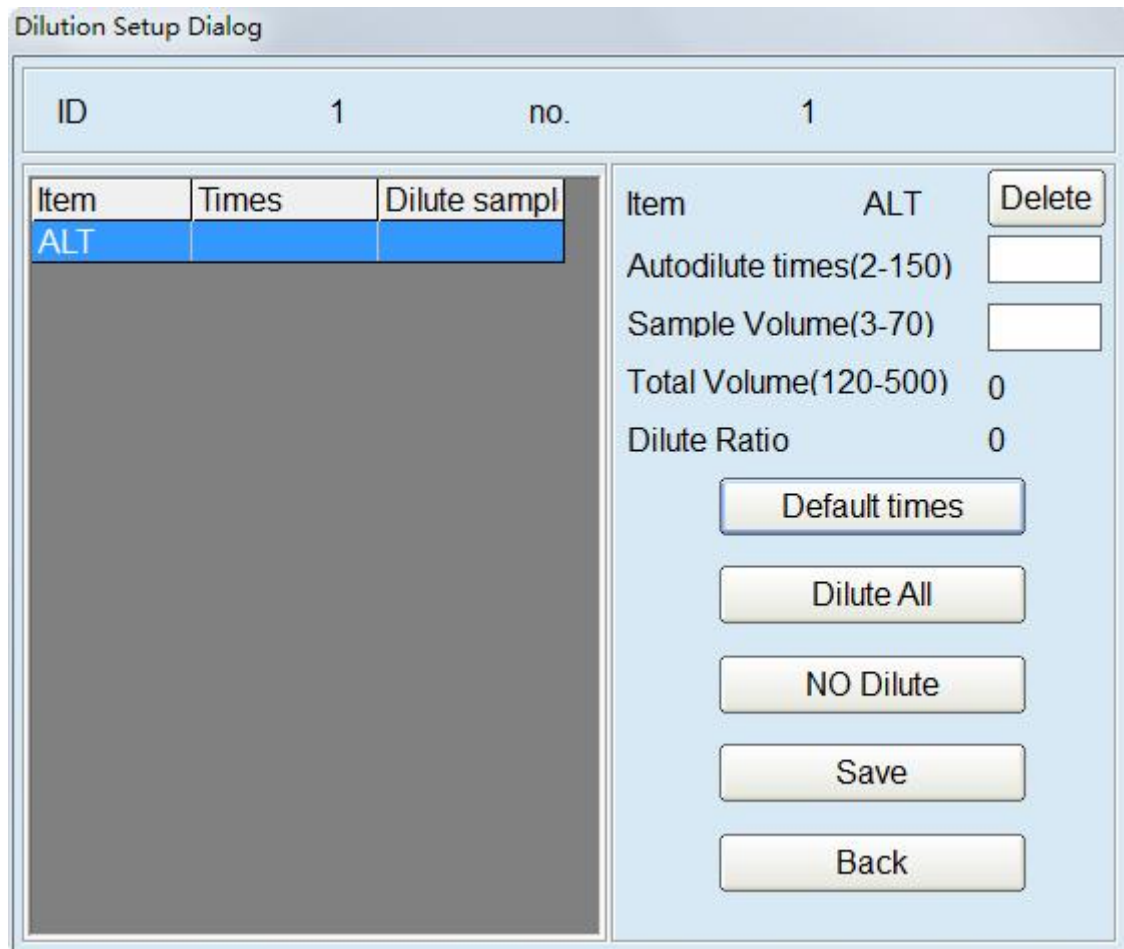 Dilution Setup Dialog
ID 1 no. 1
Item Times Dilute sampl
ALT
Item ALT Delete
Autodilute times(2-150)
Sample Volume(3-70)
Total Volume(120-500) 0
Dilute Ratio 0
Default times
Dilute All
NO Dilute
Save
Back